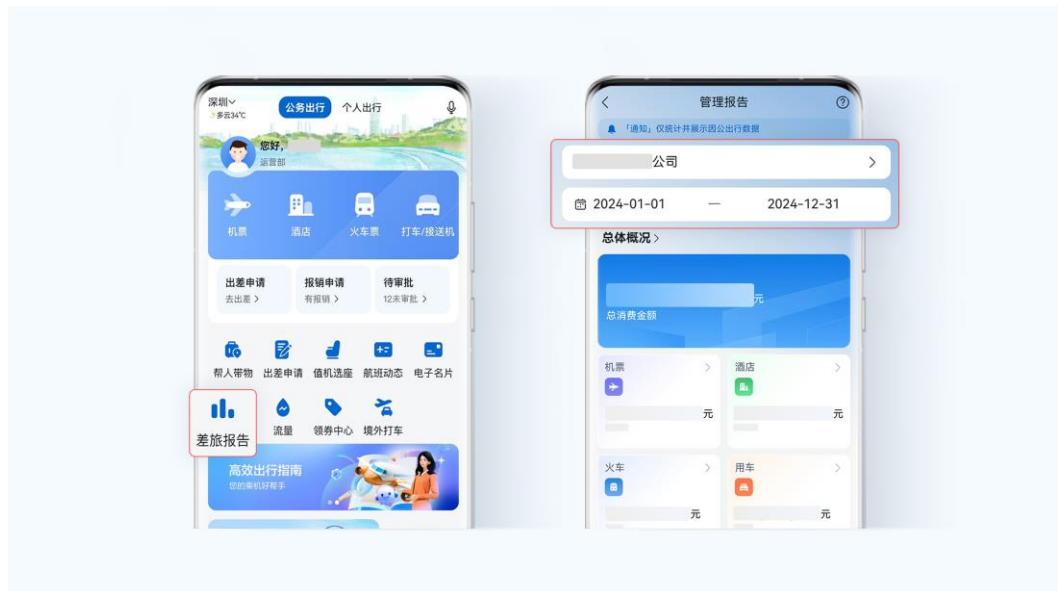 深圳
多云34℃
公务出行
个人出行
您好,
运营部
机票
酒店
火车票
打车/接送机
出差申请
去出差 >
报销申请
有报销 >
待审批
12未审批 >
帮人带物
出差申请
值机选座
航班动态
电子名片
差旅报告
流量
领券中心
境外打车
高效出行指南
您的乘机好帮手
管理报告
「通知」仅统计并展示因公出行数据
公司
2024-01-01 — 2024-12-31
总体概况 >
元
总消费金额
机票
元
酒店
元
火车
元
用车
元